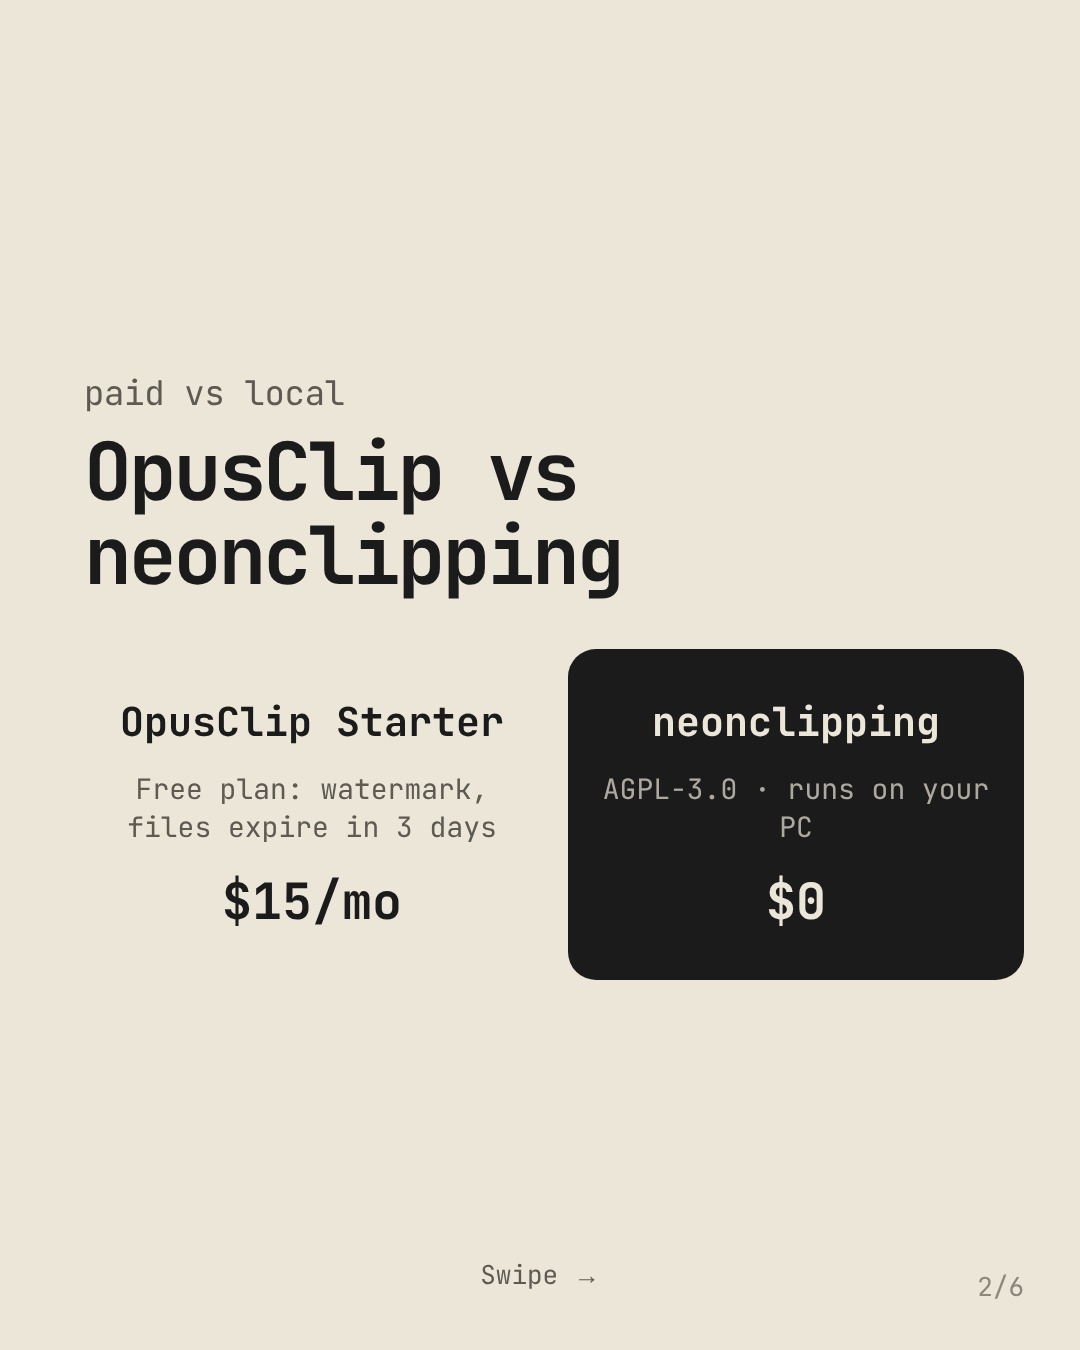 paid vs local
OpusClip vs
neonclipping
OpusClip Starter
Free plan: watermark,
files expire in 3 days
$15/mo
neonclipping
AGPL-3.0 · runs on your
PC
$0
Swipe →
2/6